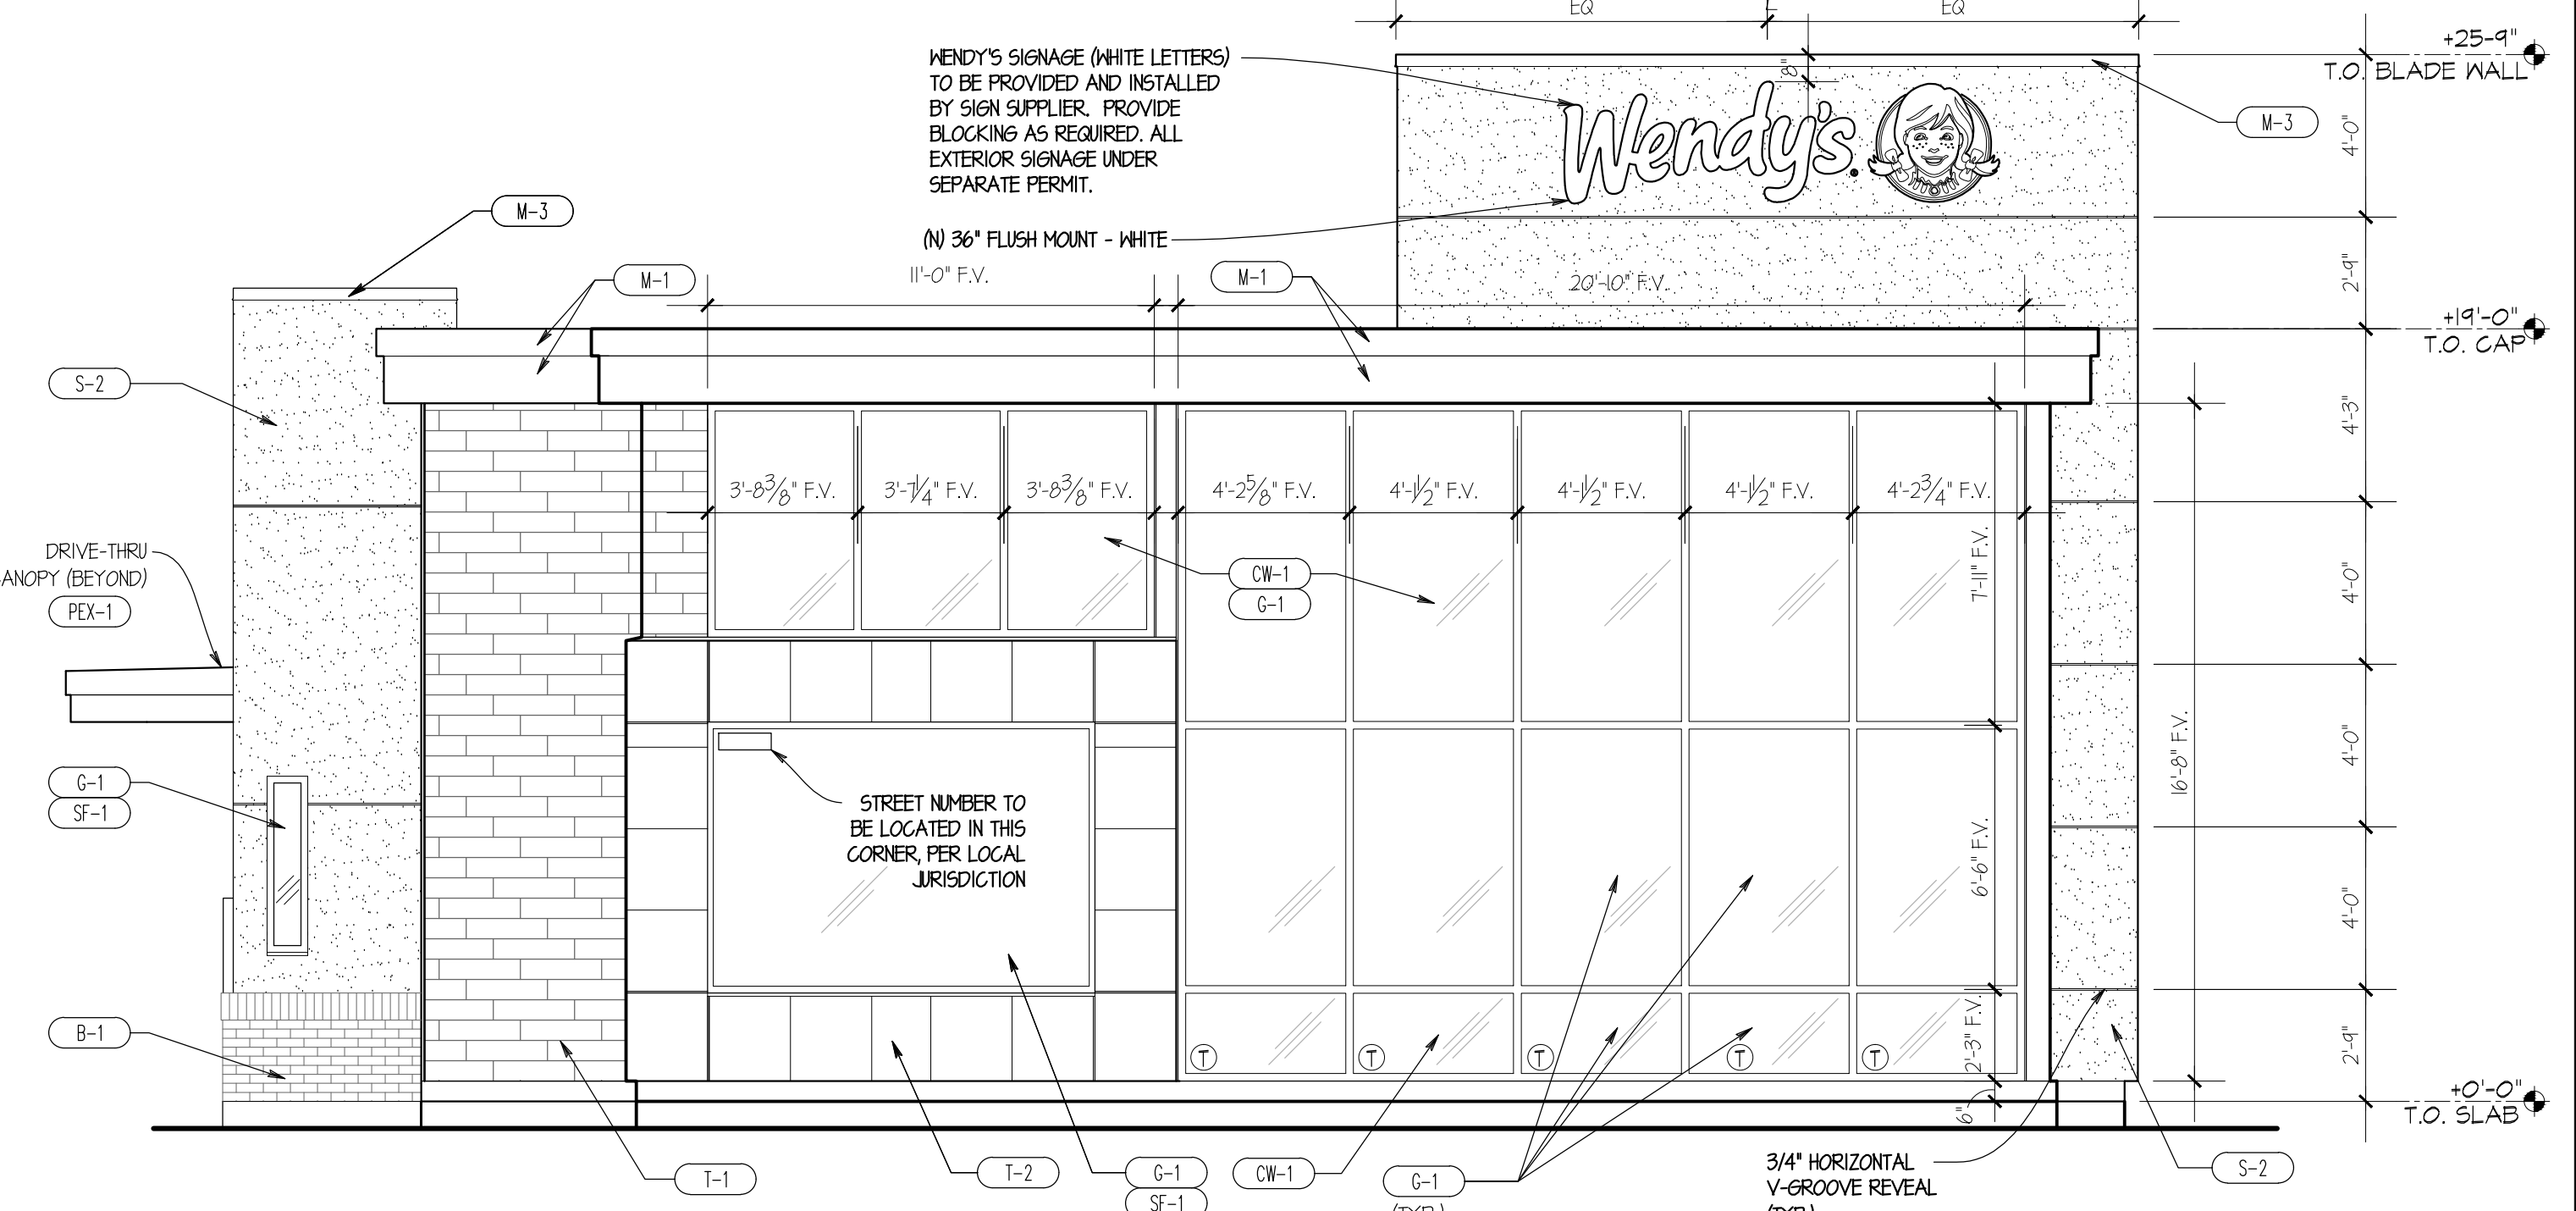 EQ
EQ
+25-9"
T.O. BLADE WALL
WENDY'S SIGNAGE (WHITE LETTERS)
TO BE PROVIDED AND INSTALLED
BY SIGN SUPPLIER. PROVIDE
BLOCKING AS REQUIRED. ALL
EXTERIOR SIGNAGE UNDER
SEPARATE PERMIT.
8"
Wendy's
M-3
4'-0"
M-3
(N) 36" FLUSH MOUNT - WHITE
11'-0" F.V.
M-1
M-1
20'-10" F.V.
2'-9"
+19'-0"
T.O. CAP
S-2
4'-3"
3'-8 3/8" F.V.
3'-7 1/4" F.V.
3'-8 3/8" F.V.
4'-2 5/8" F.V.
4'-1 1/2" F.V.
4'-1 1/2" F.V.
4'-1 1/2" F.V.
4'-2 3/4" F.V.
DRIVE-THRU
ANOPY (BEYOND)
PEX-1
CW-1
G-1
7'-11" F.V.
4'-0"
16'-8" F.V.
4'-0"
G-1
SF-1
STREET NUMBER TO
BE LOCATED IN THIS
CORNER, PER LOCAL
JURISDICTION
6'-6" F.V.
4'-0"
B-1
T
T
T
T
T
2'-3" F.V.
2'-9"
6"
+0'-0"
T.O. SLAB
T-1
T-2
G-1
SF-1
CW-1
G-1
(TYP.)
3/4" HORIZONTAL
V-GROOVE REVEAL
(TYP.)
S-2